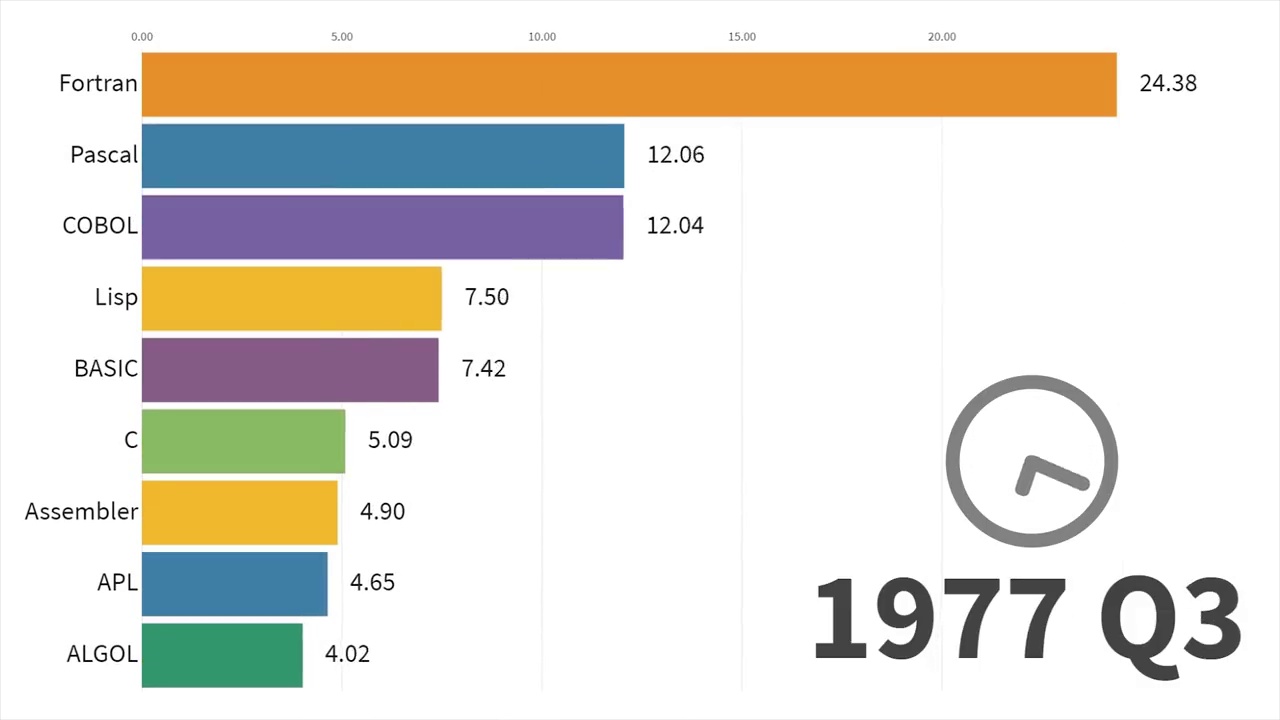 0.00 5.00 10.00 15.00 20.00
Fortran 24.38
Pascal 12.06
COBOL 12.04
Lisp 7.50
BASIC 7.42
C 5.09
Assembler 4.90
APL 4.65
ALGOL 4.02
1977 Q3